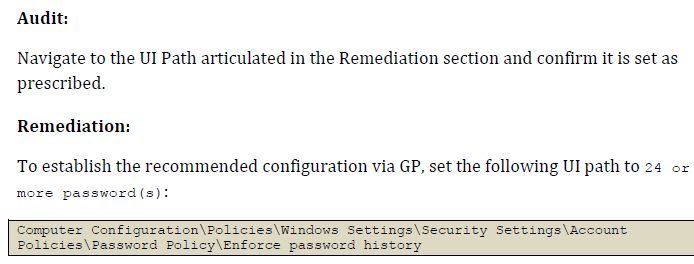 Audit:
Navigate to the UI Path articulated in the Remediation section and confirm it is set as
prescribed.
Remediation:
To establish the recommended configuration via GP, set the following UI path to 24 or
more password(s):
Computer Configuration\Policies\Windows Settings\Security Settings\Account
Policies\Password Policy\Enforce password history